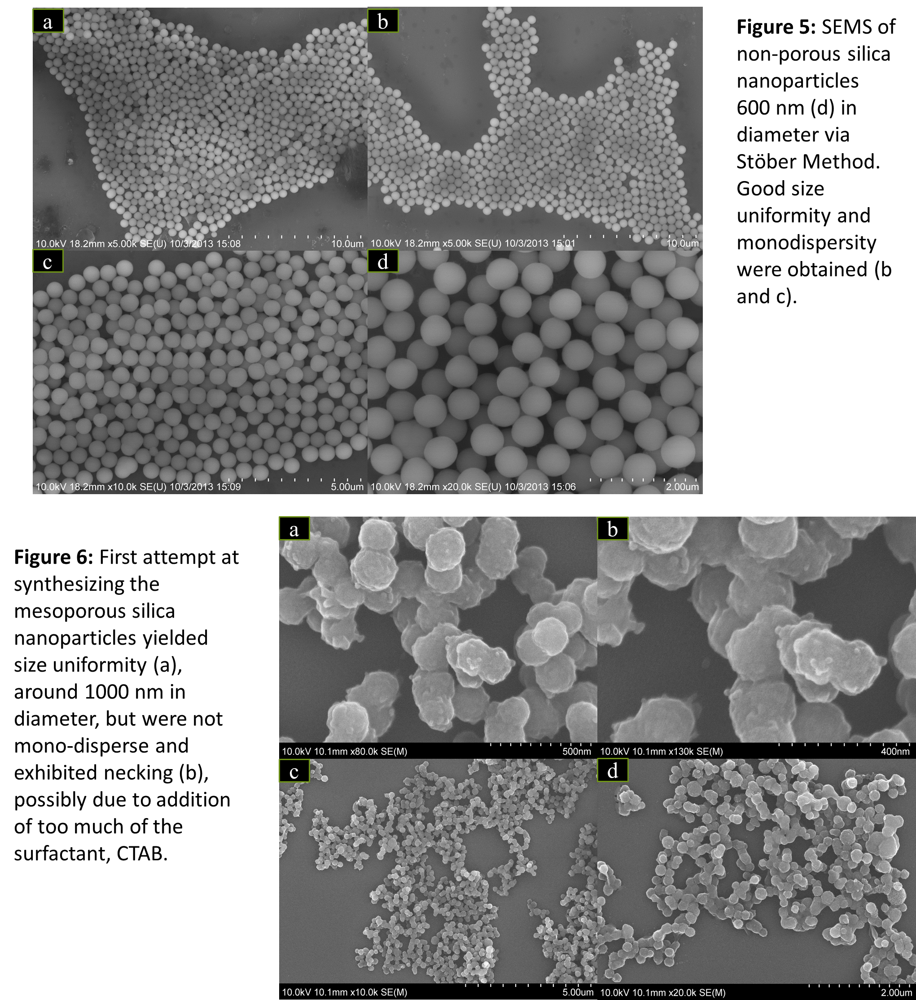 a
b
10.0kV 18.2mm x5.00k SE(U) 10/3/2013 15:08 10.0um
10.0kV 18.2mm x5.00k SE(U) 10/3/2013 15:01 10.0um
c
d
10.0kV 18.2mm x10.0k SE(U) 10/3/2013 15:09 5.00um
10.0kV 18.2mm x20.0k SE(U) 10/3/2013 15:06 2.00um
Figure 5: SEMS of
non-porous silica
nanoparticles
600 nm (d) in
diameter via
Stöber Method.
Good size
uniformity and
monodispersity
were obtained (b
and c).
Figure 6: First attempt at
synthesizing the
mesoporous silica
nanoparticles yielded
size uniformity (a),
around 1000 nm in
diameter, but were not
mono-disperse and
exhibited necking (b),
possibly due to addition
of too much of the
surfactant, CTAB.
a
b
10.0kV 10.1mm x80.0k SE(M) 500nm
10.0kV 10.1mm x130k SE(M) 400nm
c
d
10.0kV 10.1mm x10.0k SE(M) 5.00um
10.0kV 10.1mm x20.0k SE(M) 2.00um